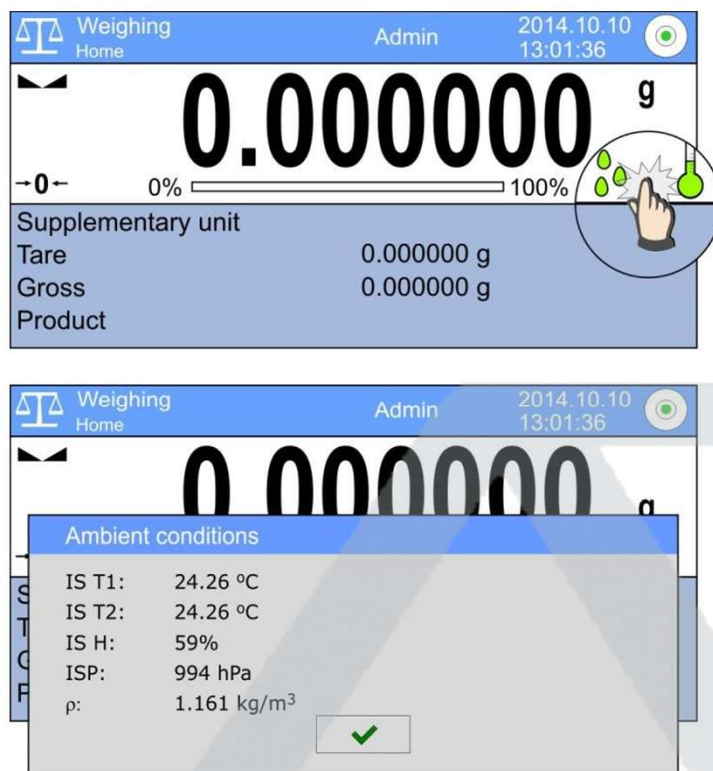 Weighing Admin 2014.10.10
Home 13:01:36
0.000000 g
→0← 0% 100%
Supplementary unit
Tare 0.000000 g
Gross 0.000000 g
Product
Weighing Admin 2014.10.10
Home 13:01:36
0.000000 g
Ambient conditions
IS T1: 24.26 ºC
IS T2: 24.26 ºC
IS H: 59%
ISP: 994 hPa
ρ: 1.161 kg/m³